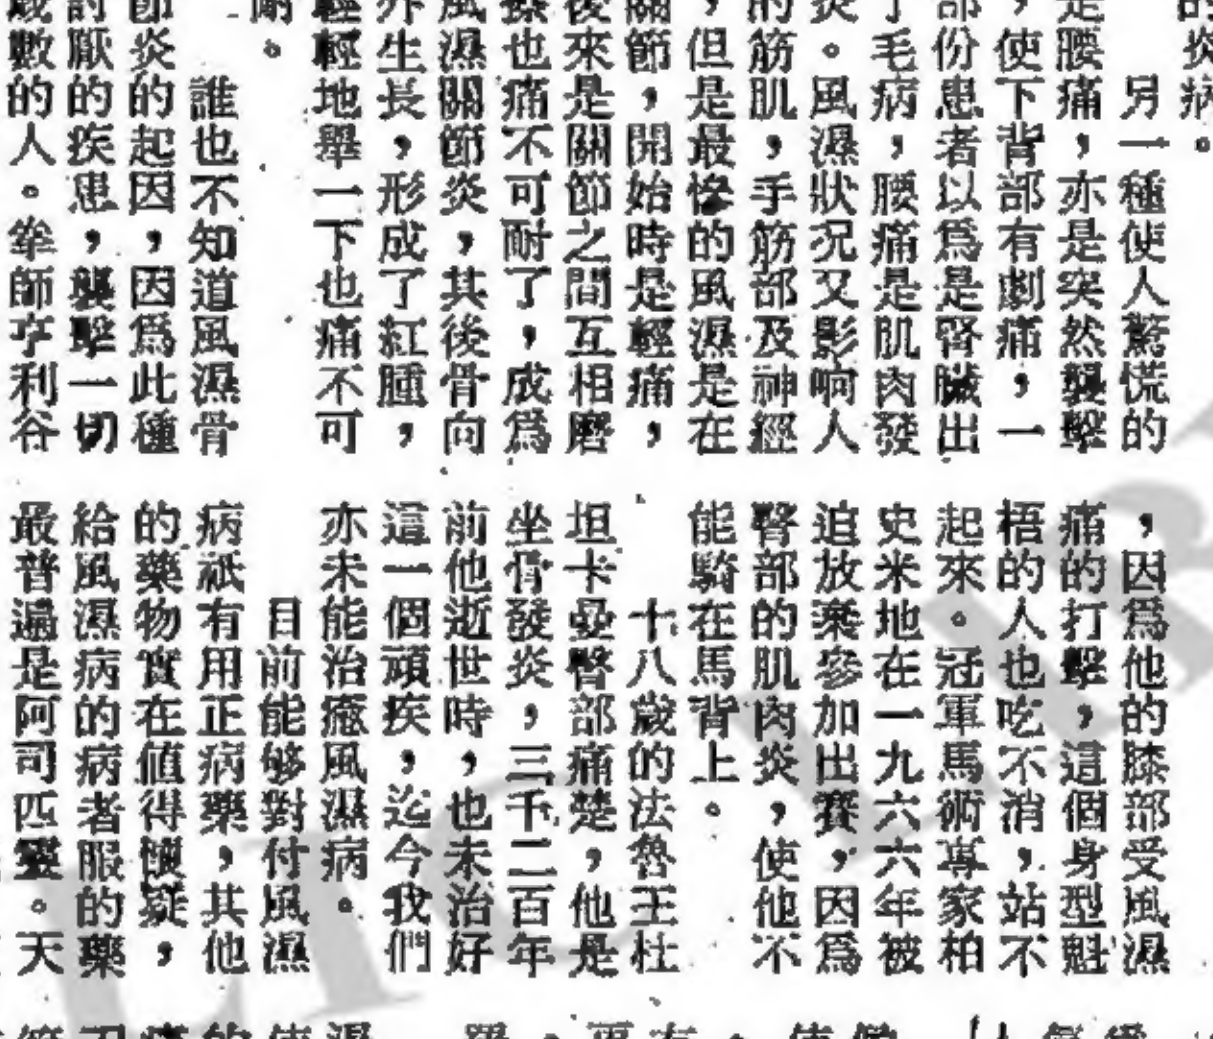 的炎病。
另一種使人驚慌的
是腰痛，亦是突然襲擊
，使下背部有劇痛，一
部份患者以爲是腎臟出
了毛病，腰痛是肌肉發
炎。風濕狀況又影响人
的筋肌，手筋部及神經
，但是最慘的風濕是在
關節，開始時是輕痛，
後來是關節之間互相磨
擦也痛不可耐了，成爲
風濕關節炎，其後骨向
外生長，形成了紅腫，
輕輕地舉一下也痛不可
耐。
誰也不知道風濕骨
節炎的起因，因爲此種
討厭的疾患，襲擊一切
歲數的人。師亨利谷
，因爲他的膝部受風濕
痛的打擊，這個身型魁
梧的人也吃不消，站不
起來。冠軍馬術專家柏
史米地在一九六六年被
迫放棄參加出賽，因爲
臀部的肌肉炎，使他不
能騎在馬背上。
十八歲的法魯王杜
坦卡曼臀部痛楚，他是
坐骨發炎，三千二百年
前他逝世時，也未治好
這一個頑疾，迄今我們
亦未能治癒風濕病。
目前能够對付風濕
病祇有用正病藥，其他
的藥物實在值得懷疑，
給風濕病的病者服的藥
最普遍是阿司匹靈。天